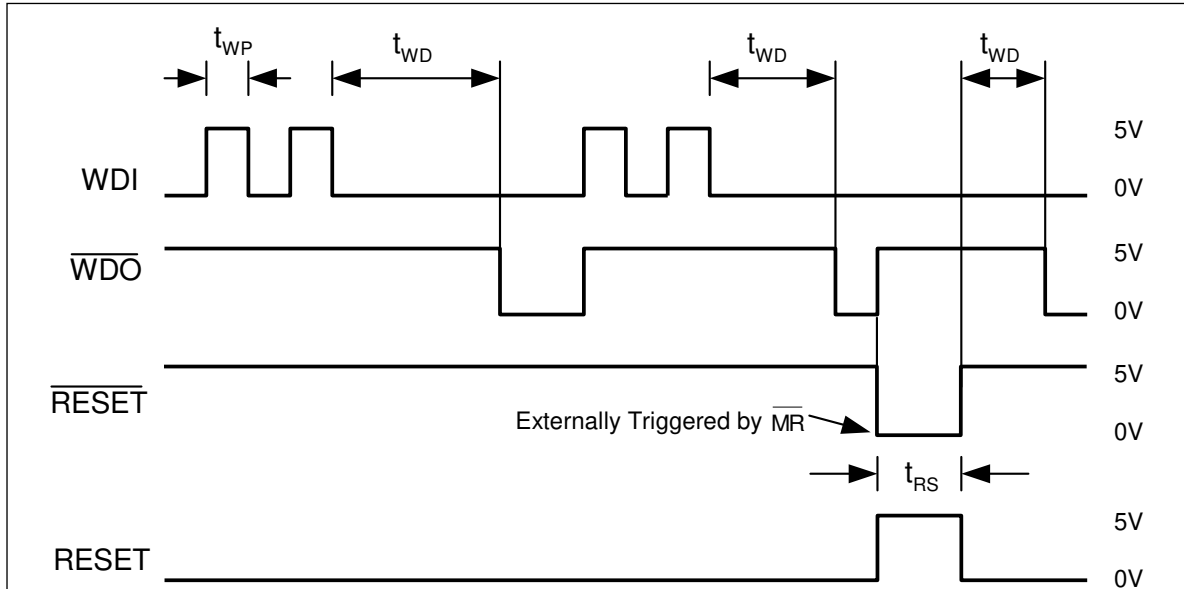 tWP
tWD
tWD
tWD
WDI
5V
0V
WDO
5V
0V
RESET
5V
0V
Externally Triggered by MR
tRS
RESET
5V
0V